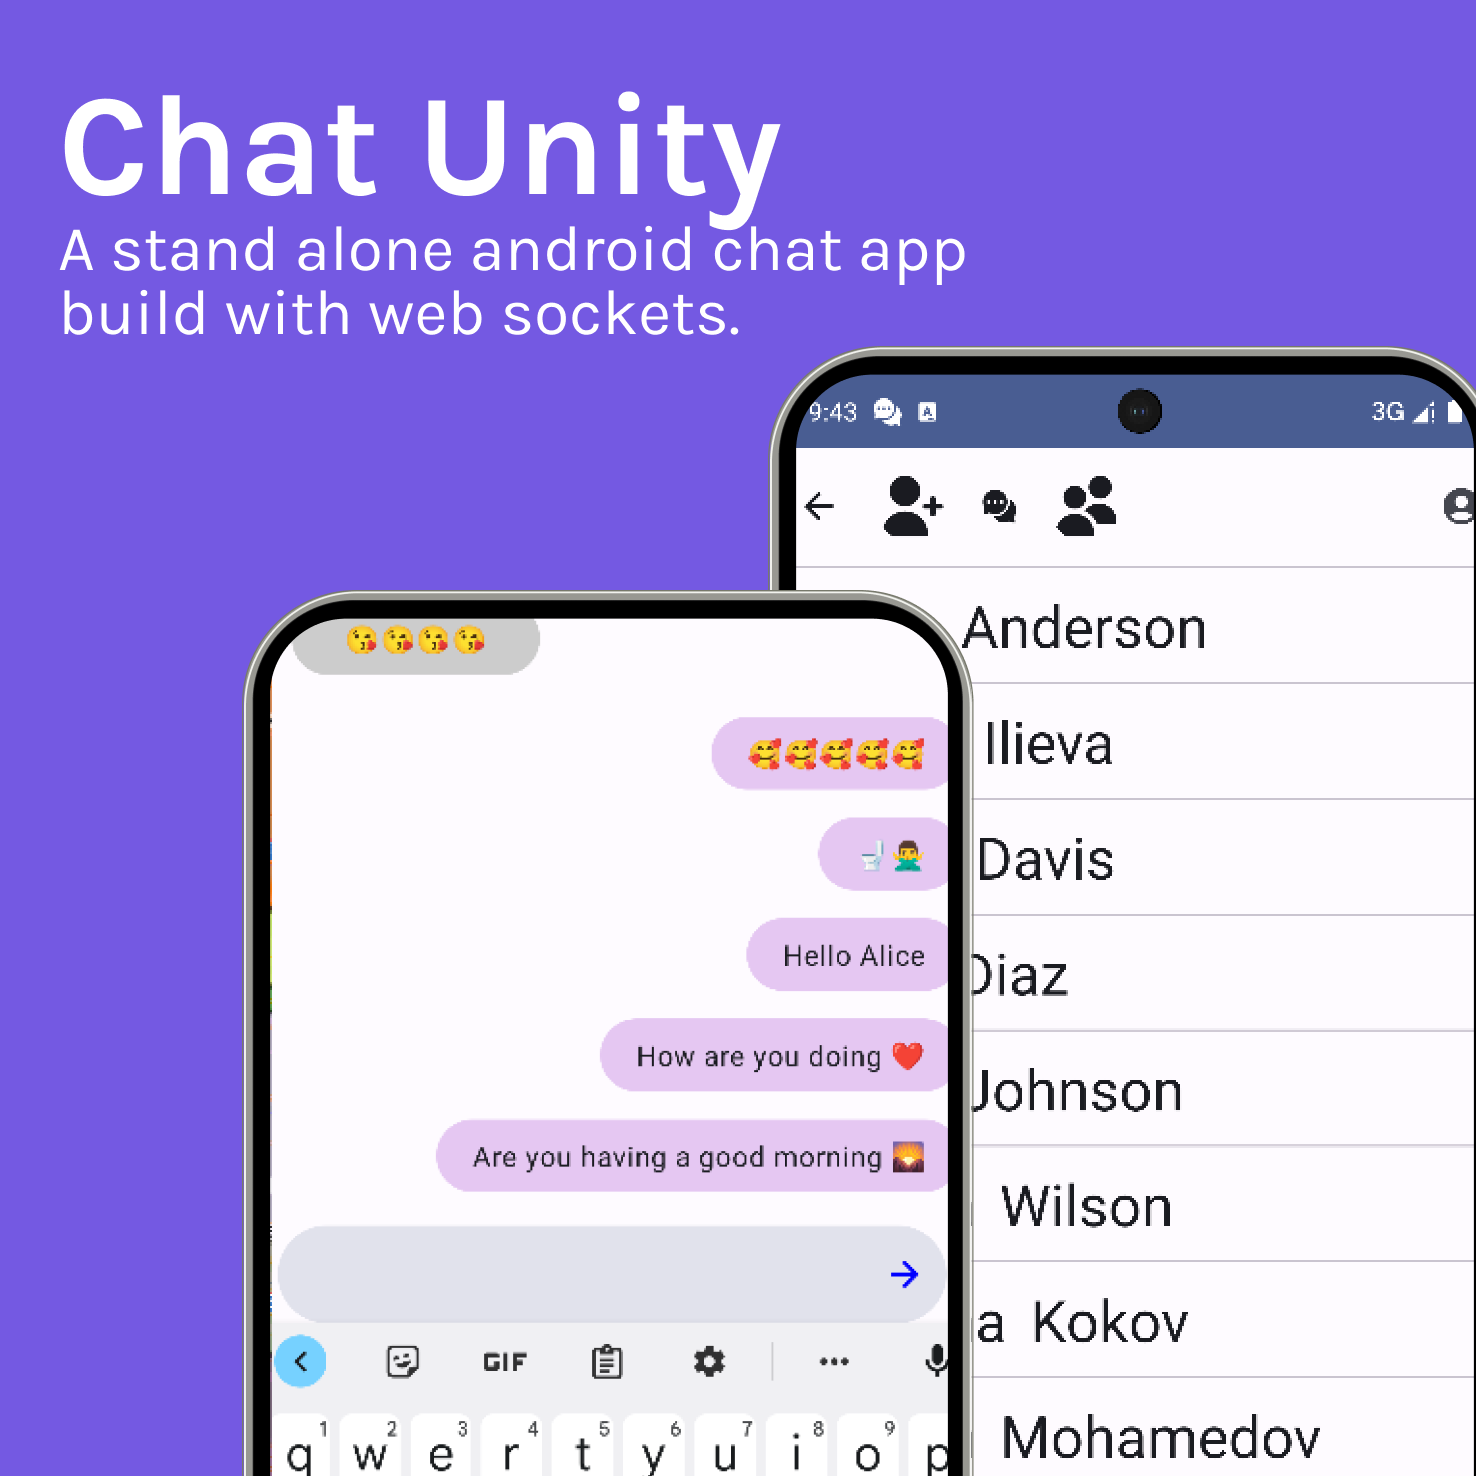 Chat Unity
A stand alone android chat app
build with web sockets.
9:43
3G
Anderson
Ilieva
Davis
Diaz
Johnson
Wilson
a Kokov
Mohamedov
😘😘😘😘
🥰🥰🥰🥰🥰
🚽🙅‍♂️
Hello Alice
How are you doing ❤️
Are you having a good morning 🌄
GIF
1 2 3 4 5 6 7 8 9
q w e r t y u i o p